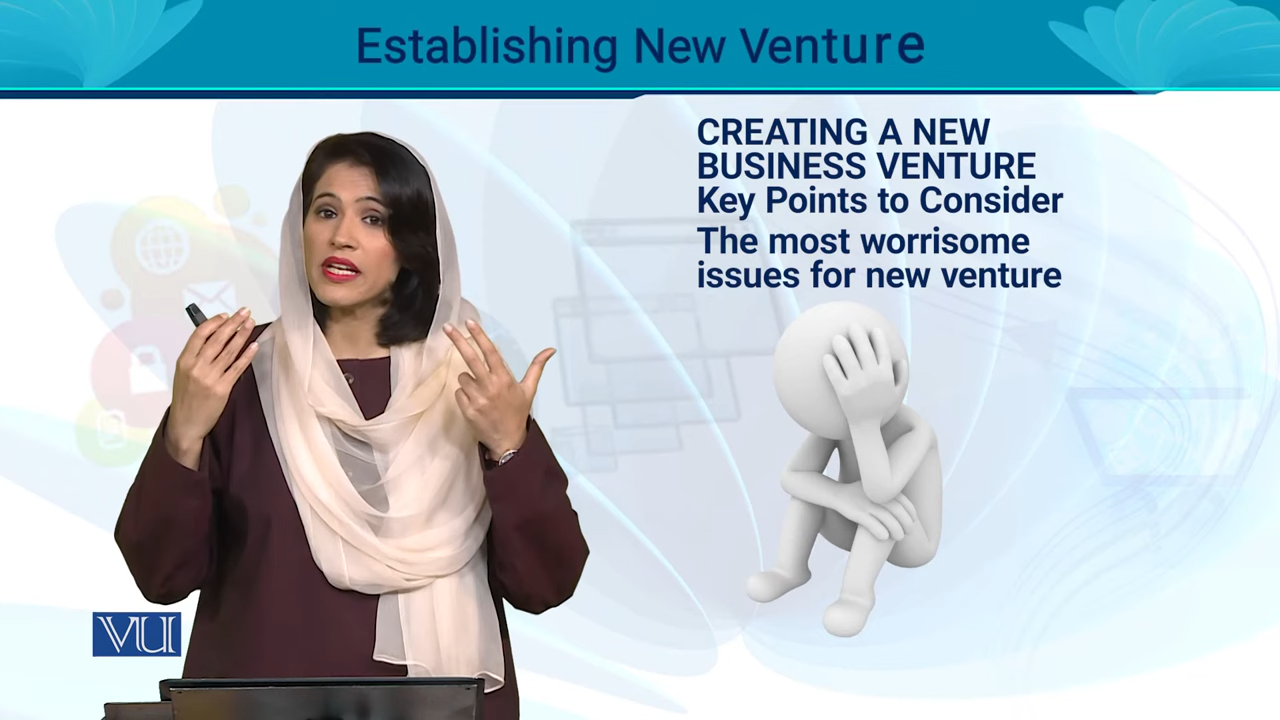 Establishing New Venture
CREATING A NEW
BUSINESS VENTURE
Key Points to Consider
The most worrisome
issues for new venture
VU